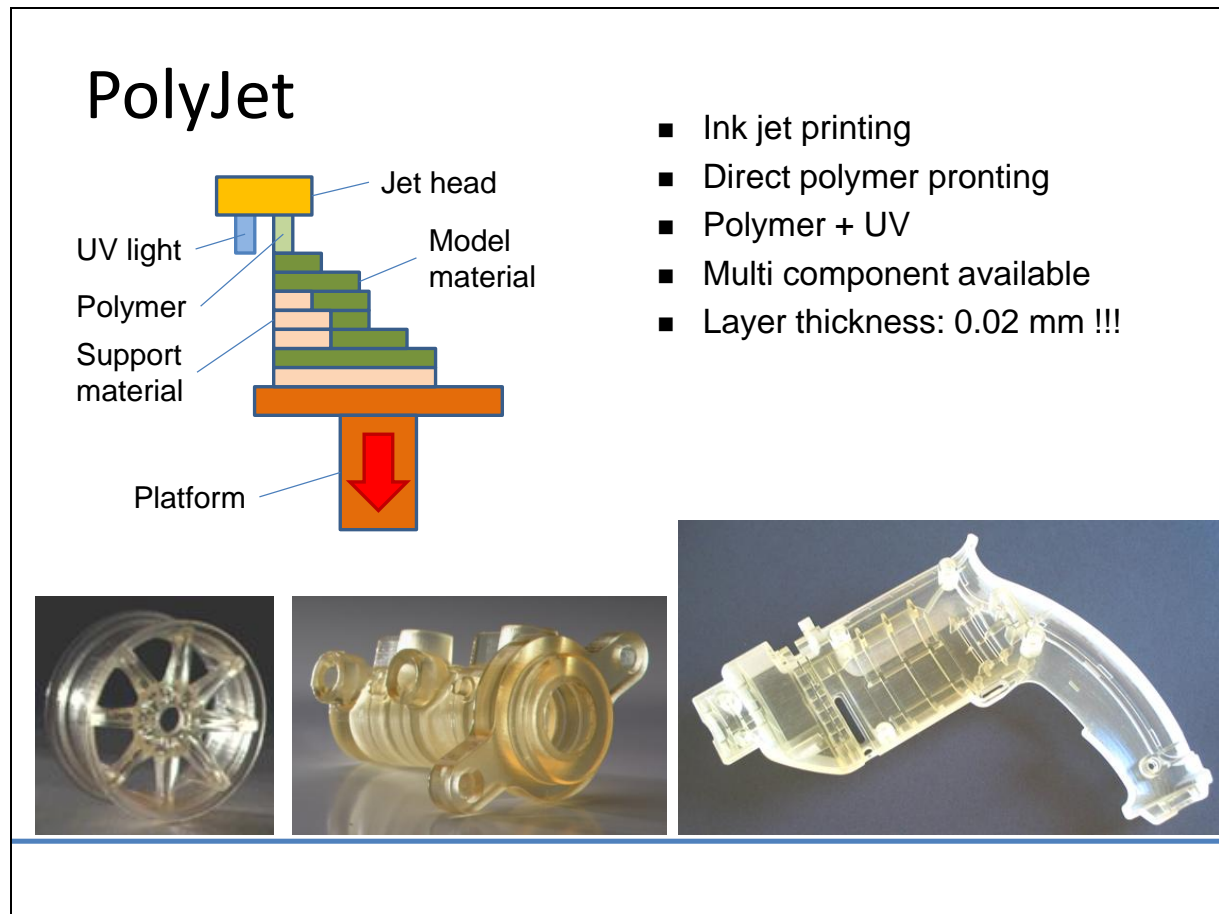 PolyJet
Jet head
UV light
Model
material
Polymer
Support
material
Platform
■ Ink jet printing
■ Direct polymer pronting
■ Polymer + UV
■ Multi component available
■ Layer thickness: 0.02 mm !!!